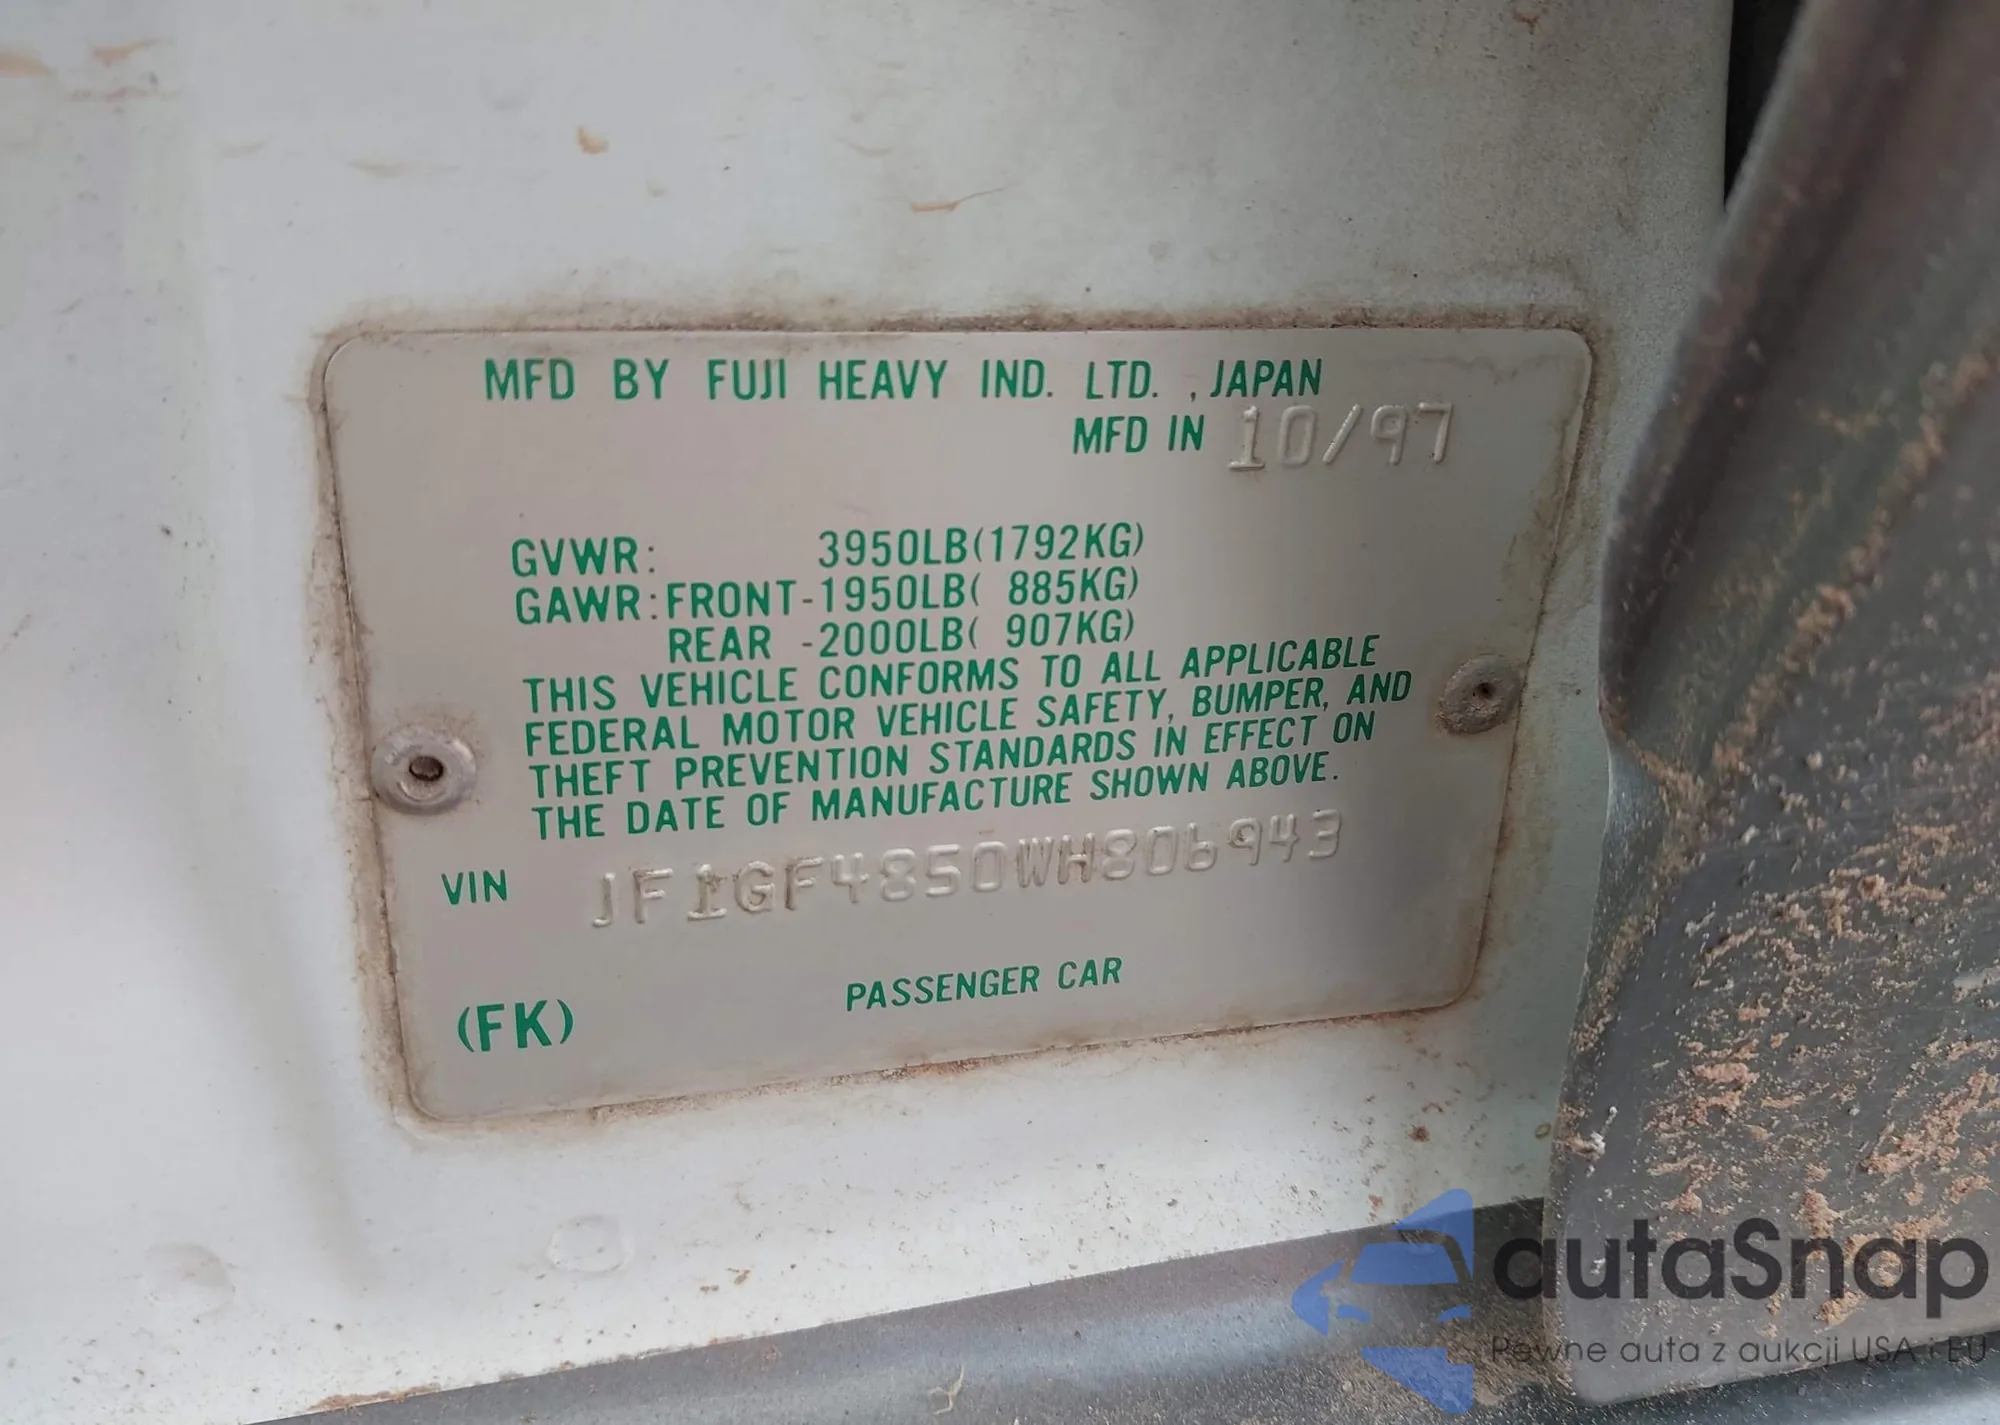 MFD BY FUJI HEAVY IND. LTD. , JAPAN
MFD IN 10/97
GVWR: 3950LB(1792KG)
GAWR:FRONT-1950LB( 885KG)
REAR -2000LB( 907KG)
THIS VEHICLE CONFORMS TO ALL APPLICABLE
FEDERAL MOTOR VEHICLE SAFETY, BUMPER, AND
THEFT PREVENTION STANDARDS IN EFFECT ON
THE DATE OF MANUFACTURE SHOWN ABOVE.
VIN JF1GF4850WH806943
(FK) PASSENGER CAR
autaSnap
Pewne auta z aukcji USA i EU